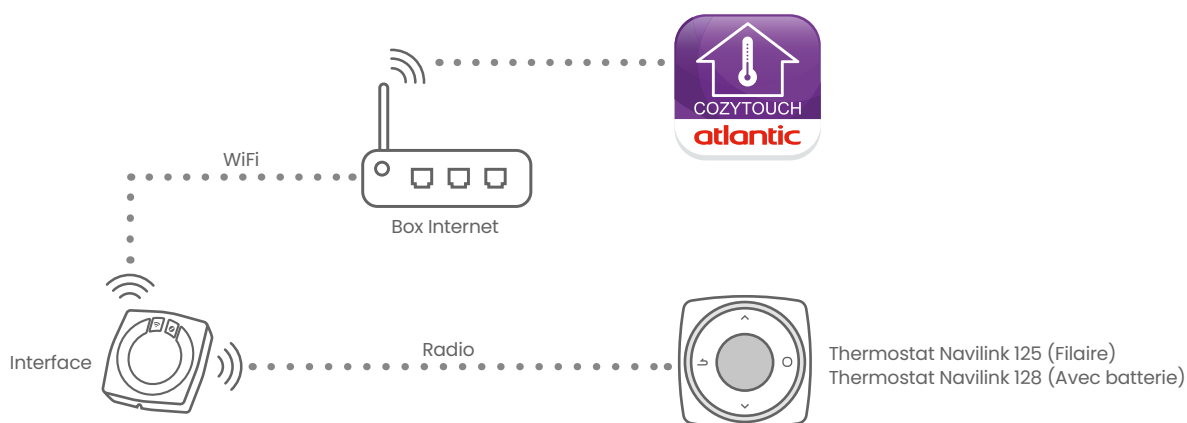 COZYTOUCH
atlantic
WiFi
Box Internet
Interface
Radio
Thermostat Navilink 125 (Filaire)
Thermostat Navilink 128 (Avec batterie)